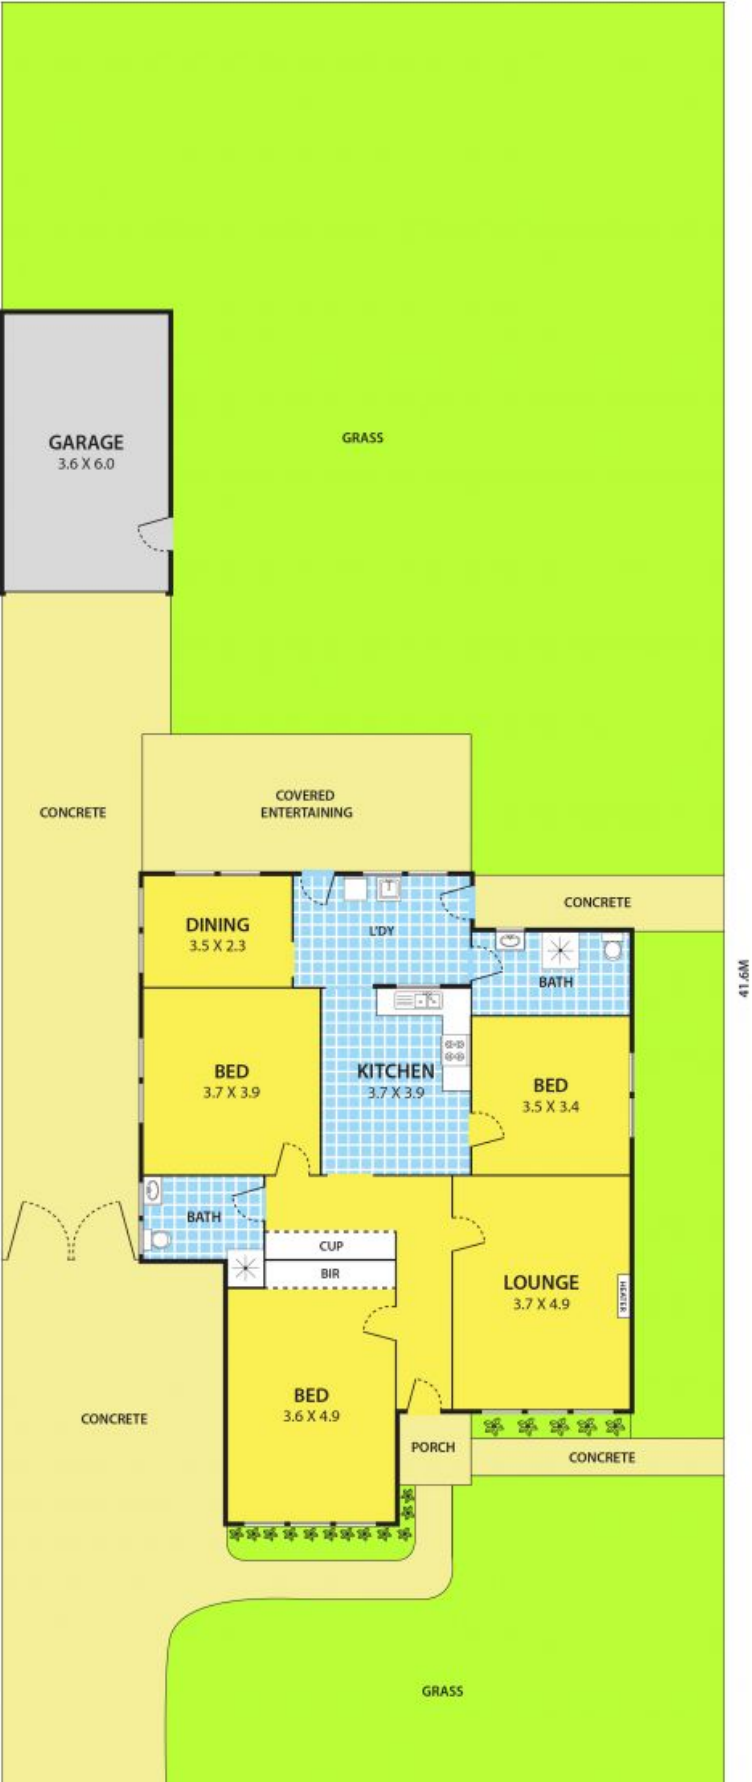 GARAGE
3.6 X 6.0
GRASS
CONCRETE
COVERED
ENTERTAINING
CONCRETE
DINING
3.5 X 2.3
L'DY
BATH
41.6M
BED
3.7 X 3.9
KITCHEN
3.7 X 3.9
BED
3.5 X 3.4
BATH
CUP
BIR
LOUNGE
3.7 X 4.9
HEATER
BED
3.6 X 4.9
CONCRETE
PORCH
CONCRETE
GRASS